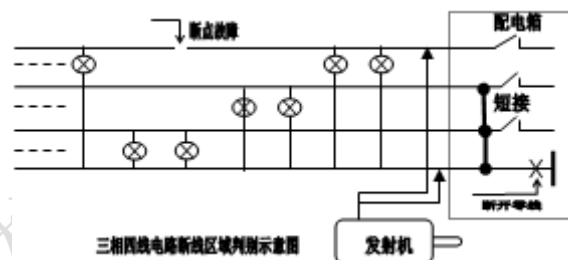 断点故障
配电箱
短接
断开零线
三相四线电路断线区域判别示意图
发射机